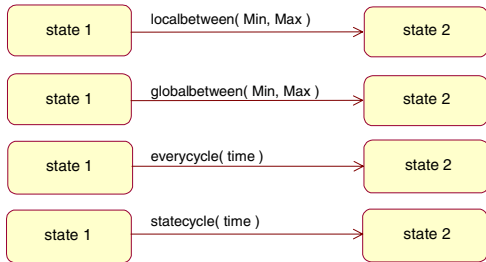 state 1 localbetween( Min, Max ) state 2
state 1 globalbetween( Min, Max ) state 2
state 1 everycycle( time ) state 2
state 1 statecycle( time ) state 2